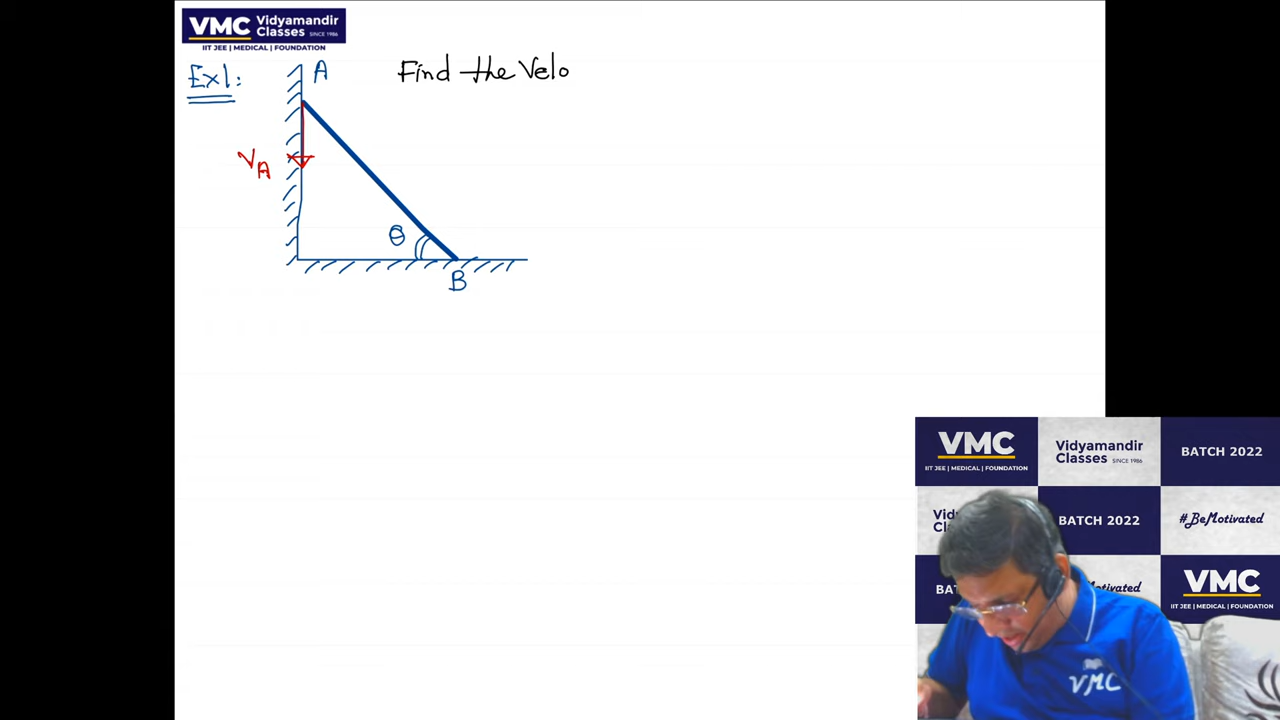 VMC Vidyamandir Classes SINCE 1986
IIT JEE | MEDICAL | FOUNDATION
Ex1:
A
Find the Velo
VA
θ
B
VMC
IIT JEE | MEDICAL | FOUNDATION
Vidyamandir
Classes SINCE 1986
BATCH 2022
BATCH 2022
#BeMotivated
VMC
IIT JEE | MEDICAL | FOUNDATION
VMC